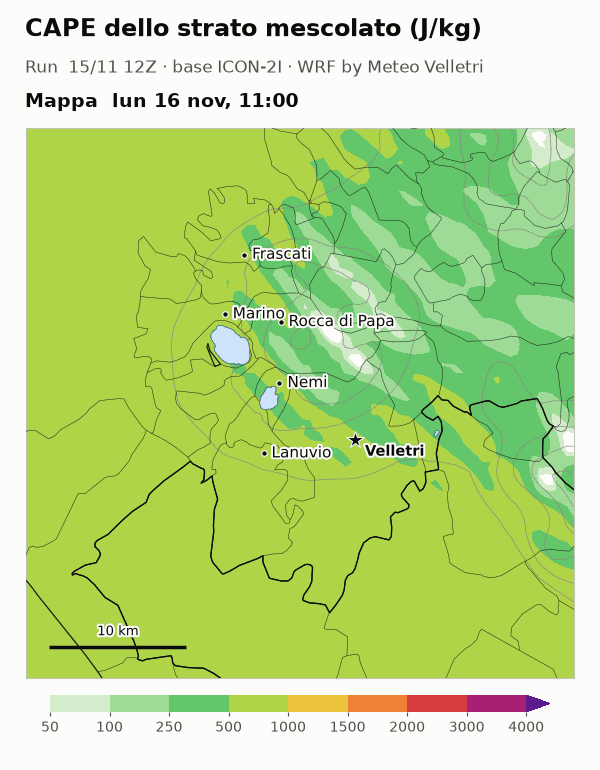 CAPE dello strato mescolato (J/kg)
Run  15/11 12Z · base ICON-2I · WRF by Meteo Velletri
Mappa  lun 16 nov, 11:00
Frascati
Marino
Rocca di Papa
Nemi
Velletri
Lanuvio
10 km
50 100 250 500 1000 1500 2000 3000 4000